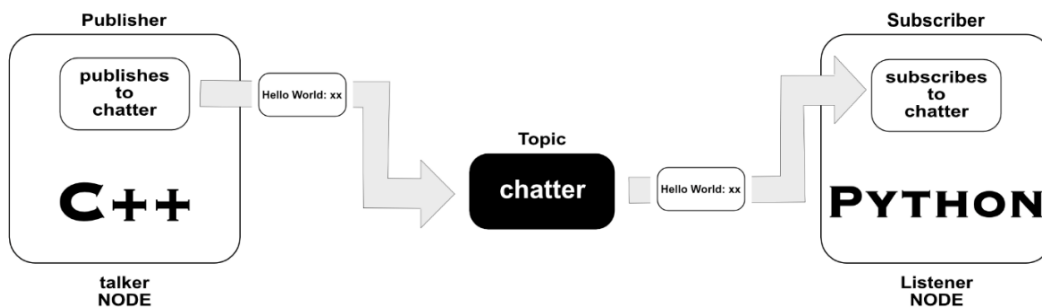 Publisher
publishes
to
chatter
C++
talker
NODE
Hello World: xx
Topic
chatter
Hello World: xx
Subscriber
subscribes
to
chatter
PYTHON
Listener
NODE